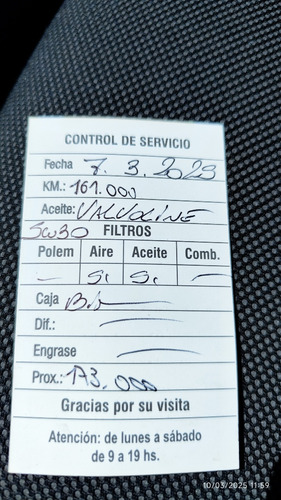 CONTROL DE SERVICIO
Fecha 7.3.2025
KM.: 161.000
Aceite: VALVOLINE
5w30 FILTROS
Polem Aire Aceite Comb.
— Si Si —
Caja Bi—
Dif.: —
Engrase —
Prox.: 173.000
Gracias por su visita
Atención: de lunes a sábado
de 9 a 19 hs.
10/03/2025 11:59